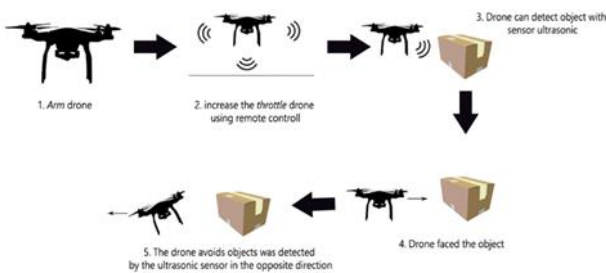 1. Arm drone
2. increase the throttle drone
using remote controll
3. Drone can detect object with
sensor ultrasonic
4. Drone faced the object
5. The drone avoids objects was detected
by the ultrasonic sensor in the opposite direction